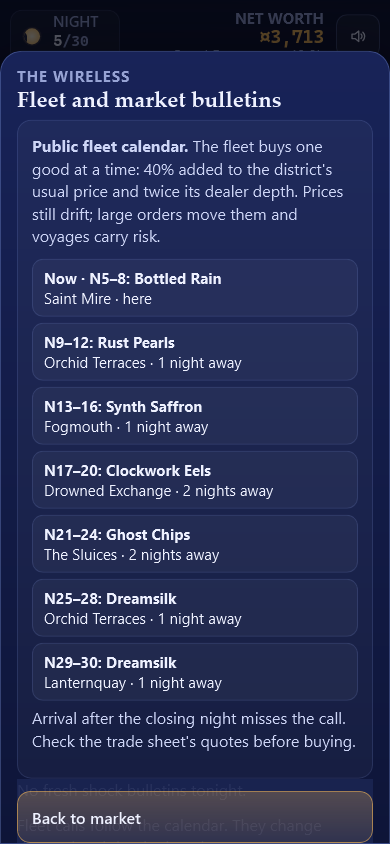 NIGHT
5/30
NET WORTH
¤3,713
THE WIRELESS
Fleet and market bulletins
Public fleet calendar. The fleet buys one
good at a time: 40% added to the district's
usual price and twice its dealer depth. Prices
still drift; large orders move them and
voyages carry risk.
Now · N5–8: Bottled Rain
Saint Mire · here
N9–12: Rust Pearls
Orchid Terraces · 1 night away
N13–16: Synth Saffron
Fogmouth · 1 night away
N17–20: Clockwork Eels
Drowned Exchange · 2 nights away
N21–24: Ghost Chips
The Sluices · 2 nights away
N25–28: Dreamsilk
Orchid Terraces · 1 night away
N29–30: Dreamsilk
Lanternquay · 1 night away
Arrival after the closing night misses the call.
Check the trade sheet's quotes before buying.
No fresh shock bulletins tonight.
Back to market
Fleet calls follow the calendar. They change